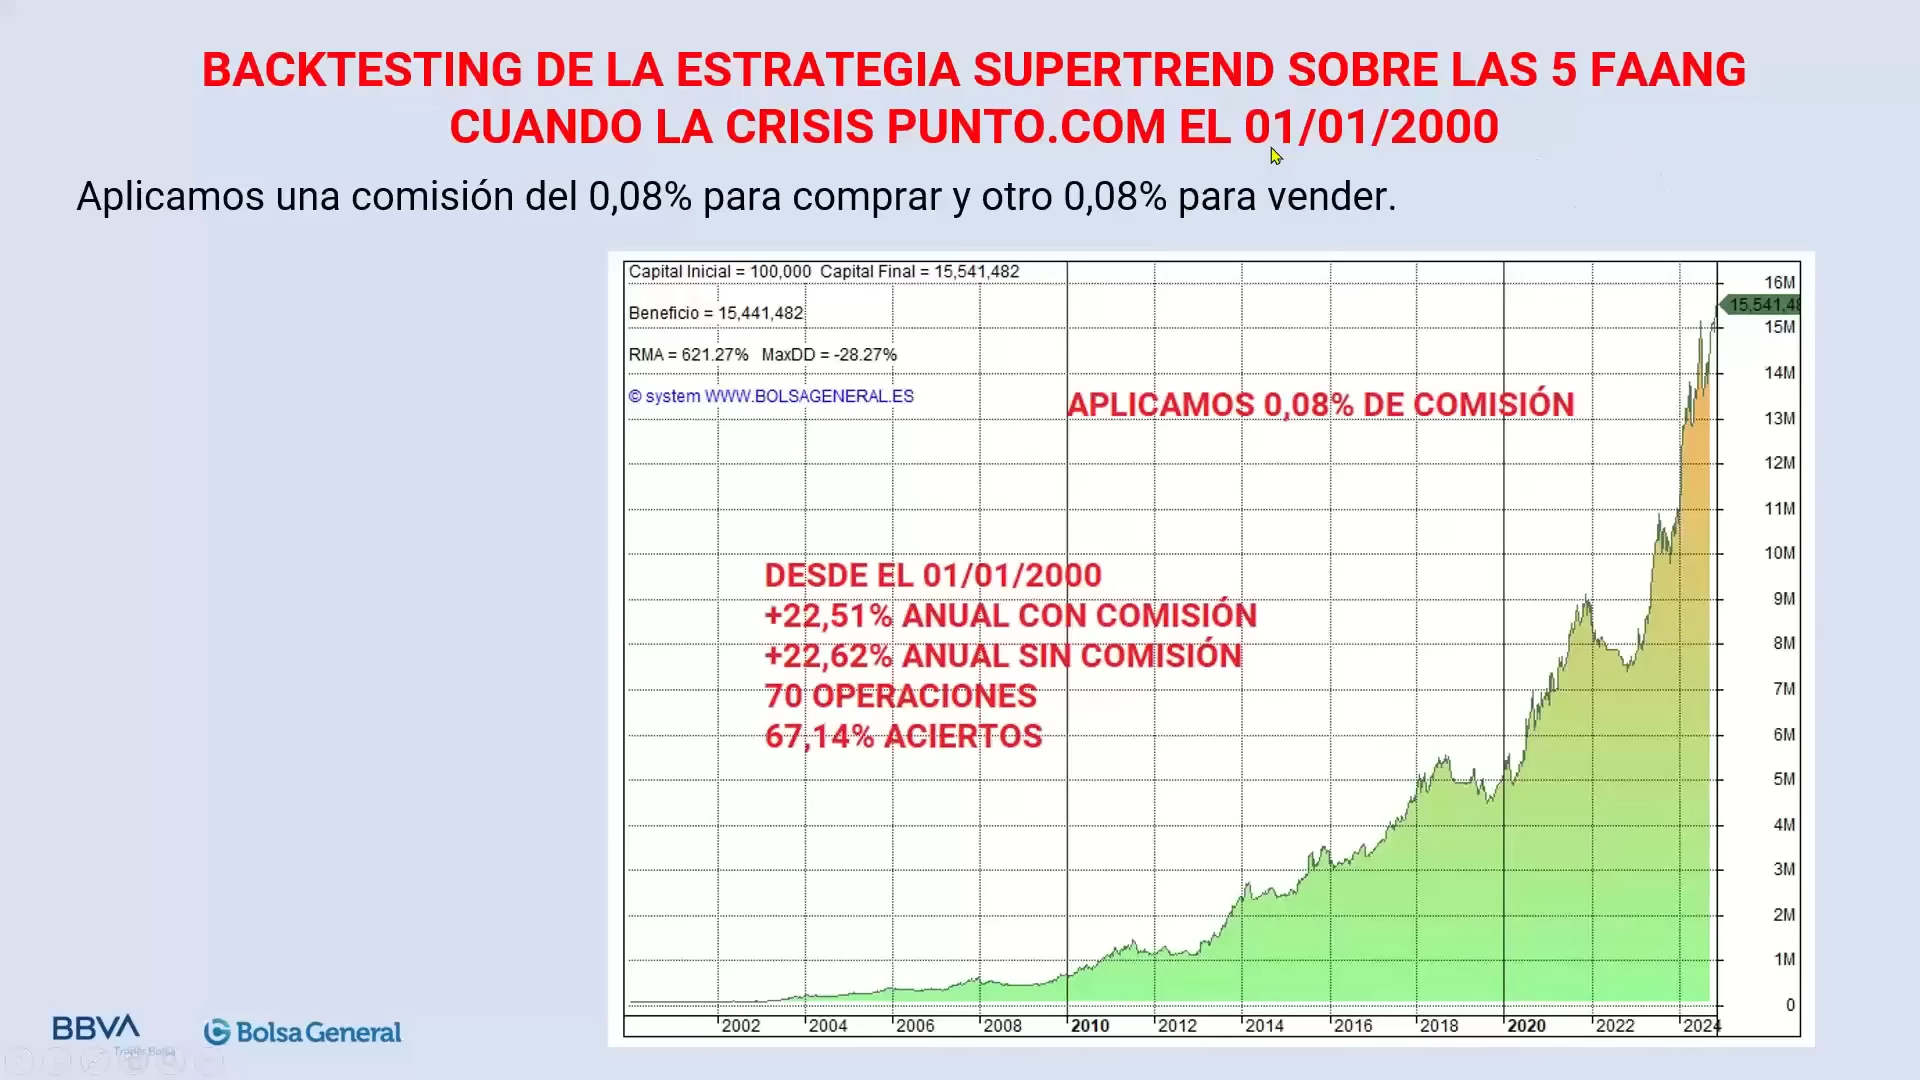 BACKTESTING DE LA ESTRATEGIA SUPERTREND SOBRE LAS 5 FAANG
CUANDO LA CRISIS PUNTO.COM EL 01/01/2000
Aplicamos una comisión del 0,08% para comprar y otro 0,08% para vender.
Capital Inicial = 100,000 Capital Final = 15,541,482
Beneficio = 15,441,482
RMA = 621.27% MaxDD = -28.27%
© system WWW.BOLSAGENERAL.ES
APLICAMOS 0,08% DE COMISIÓN
DESDE EL 01/01/2000
+22,51% ANUAL CON COMISIÓN
+22,62% ANUAL SIN COMISIÓN
70 OPERACIONES
67,14% ACIERTOS
16M
15,541,48
15M
14M
13M
12M
11M
10M
9M
8M
7M
6M
5M
4M
3M
2M
1M
0
2002 2004 2006 2008 2010 2012 2014 2016 2018 2020 2022 2024
BBVA
Trader Bolsa
BolsaGeneral